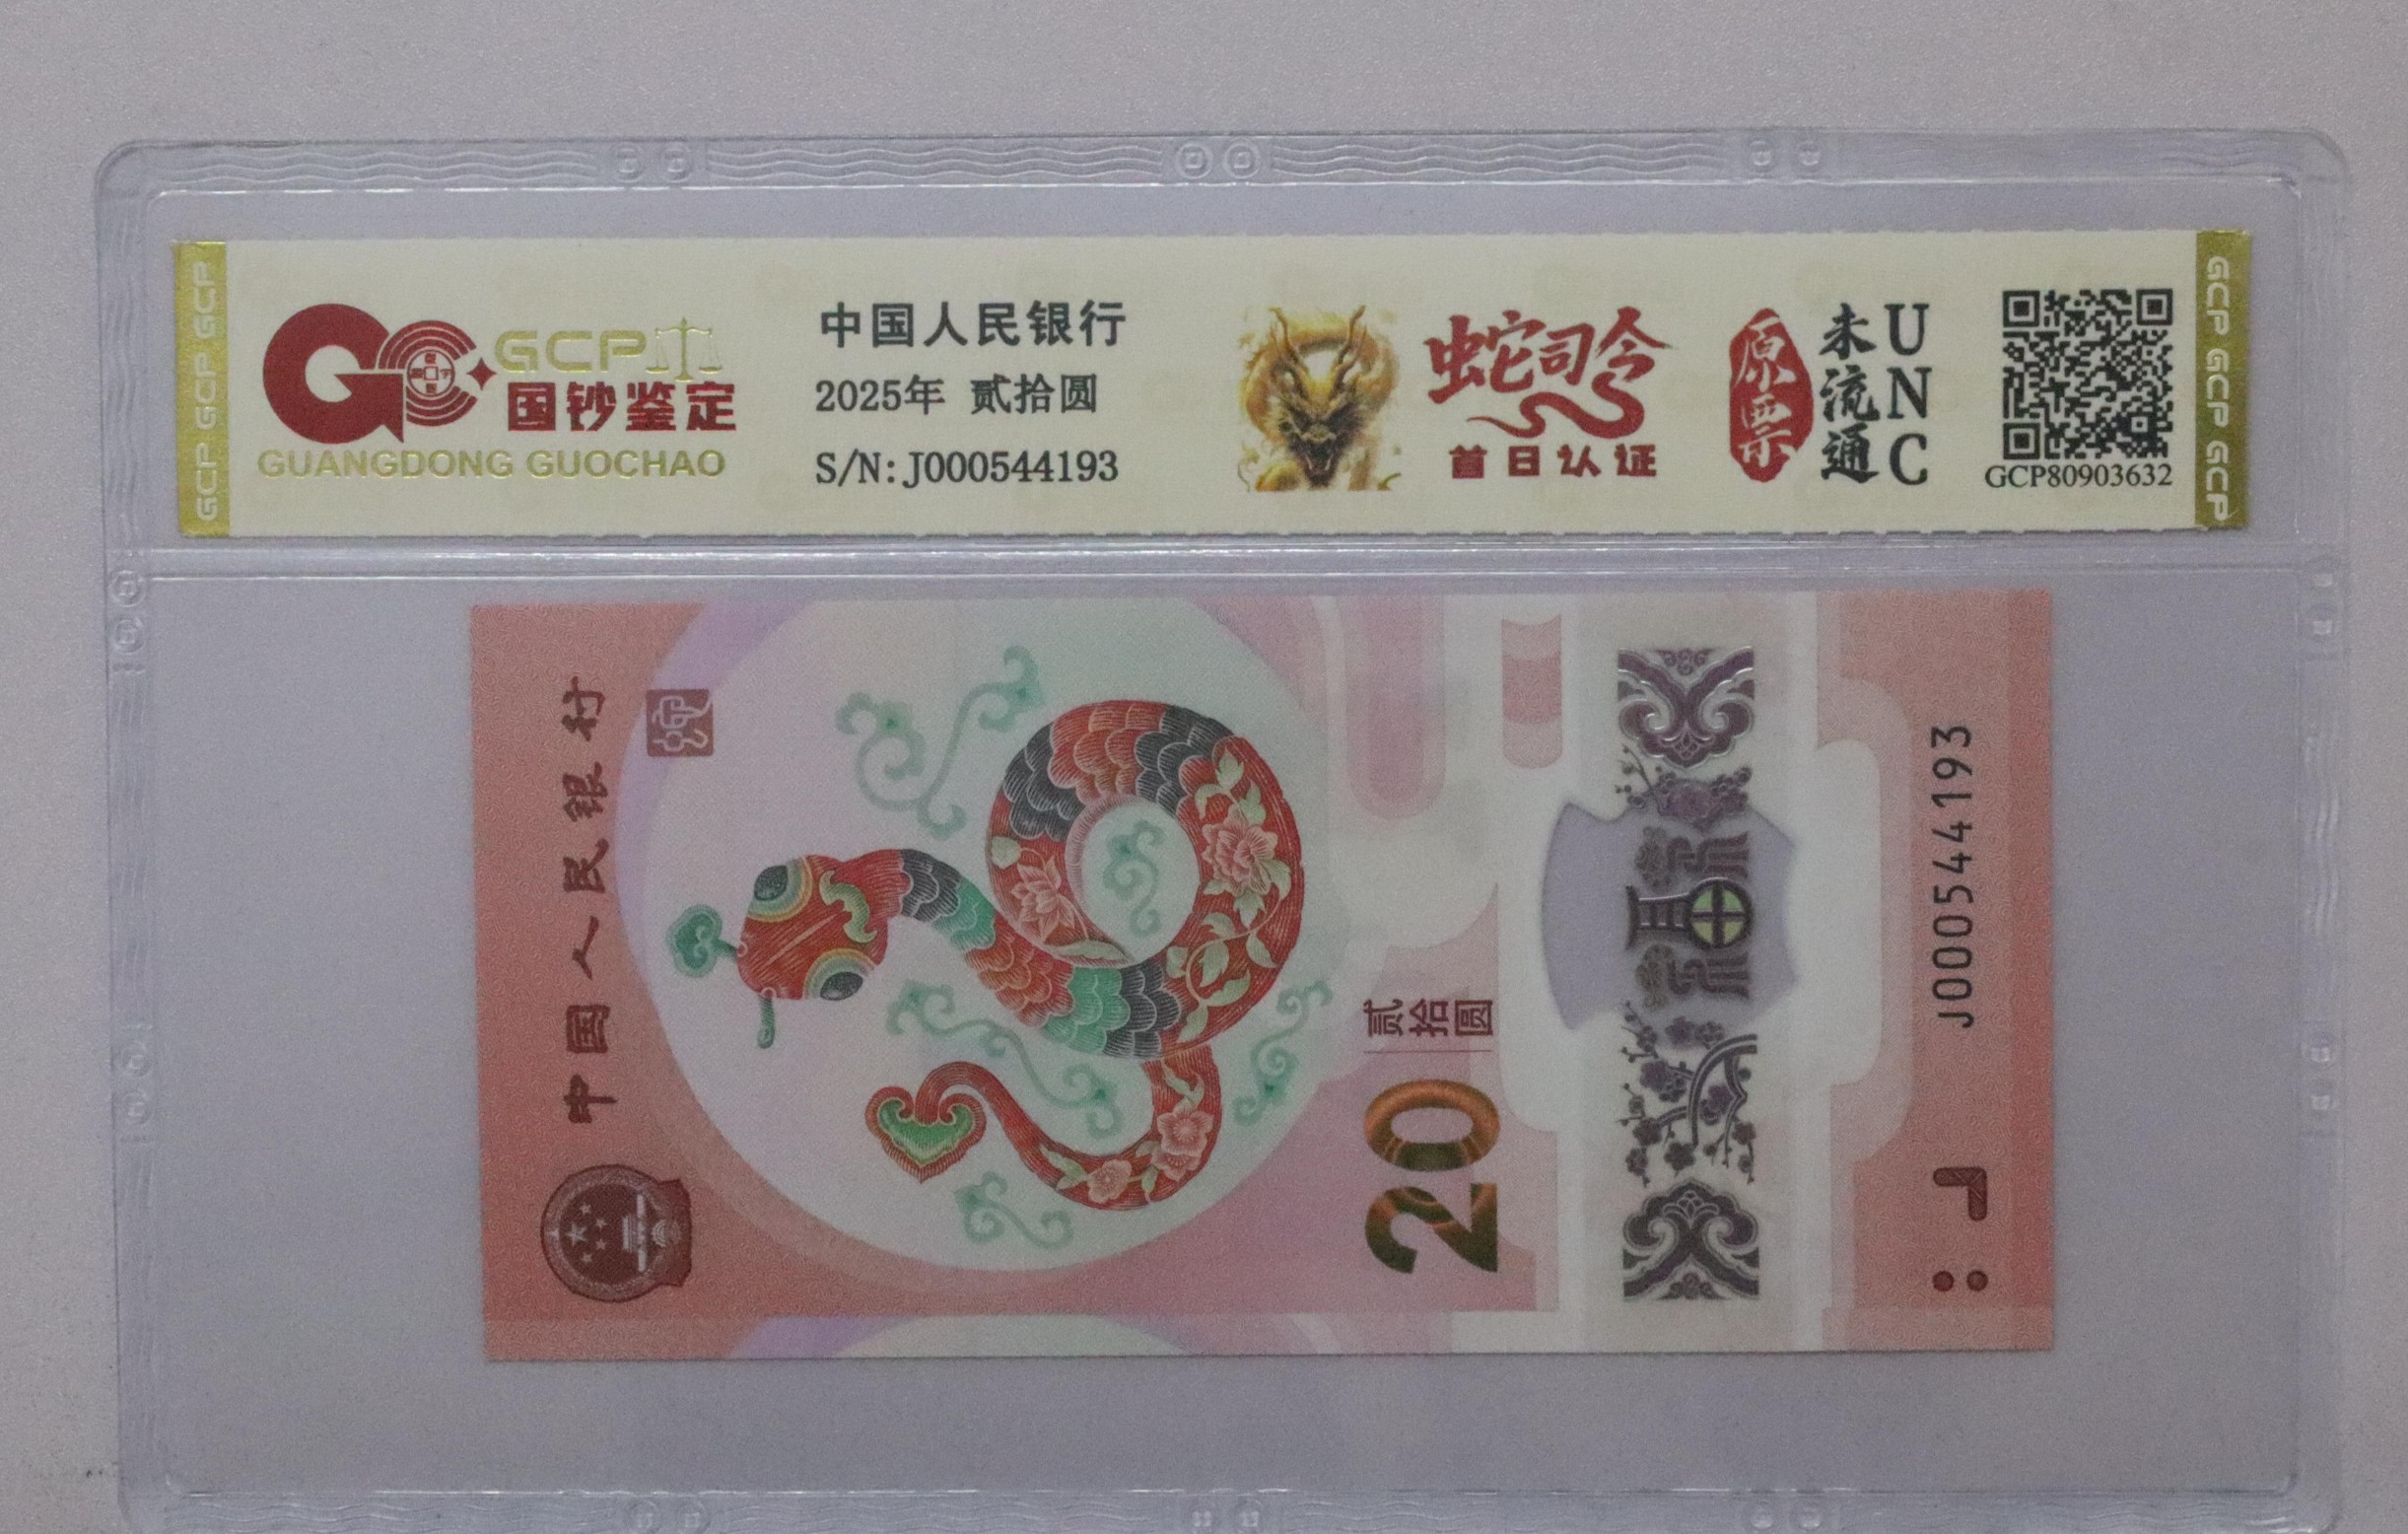 GCP GCP GCP
GCP
国钞鉴定
GUANGDONG GUOCHAO
中国人民银行
2025年 贰拾圆
S/N:J000544193
蛇司令
首日认证
原票
未流通
UNC
GCP80903632
GCP GCP GCP
中国人民银行
贰拾圆
20
J000544193